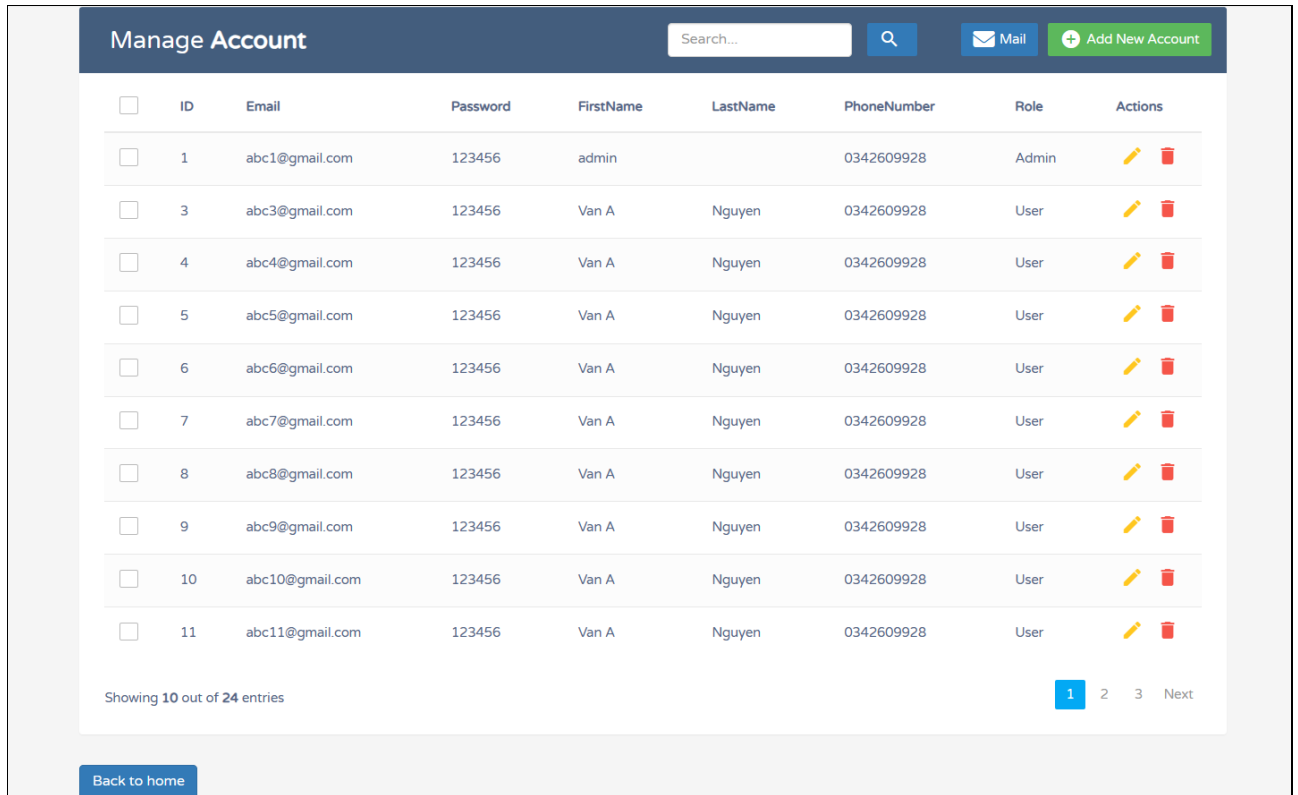 Manage Account Search... Mail Add New Account
ID Email Password FirstName LastName PhoneNumber Role Actions
1 abc1@gmail.com 123456 admin 0342609928 Admin
3 abc3@gmail.com 123456 Van A Nguyen 0342609928 User
4 abc4@gmail.com 123456 Van A Nguyen 0342609928 User
5 abc5@gmail.com 123456 Van A Nguyen 0342609928 User
6 abc6@gmail.com 123456 Van A Nguyen 0342609928 User
7 abc7@gmail.com 123456 Van A Nguyen 0342609928 User
8 abc8@gmail.com 123456 Van A Nguyen 0342609928 User
9 abc9@gmail.com 123456 Van A Nguyen 0342609928 User
10 abc10@gmail.com 123456 Van A Nguyen 0342609928 User
11 abc11@gmail.com 123456 Van A Nguyen 0342609928 User
Showing 10 out of 24 entries 1 2 3 Next
Back to home